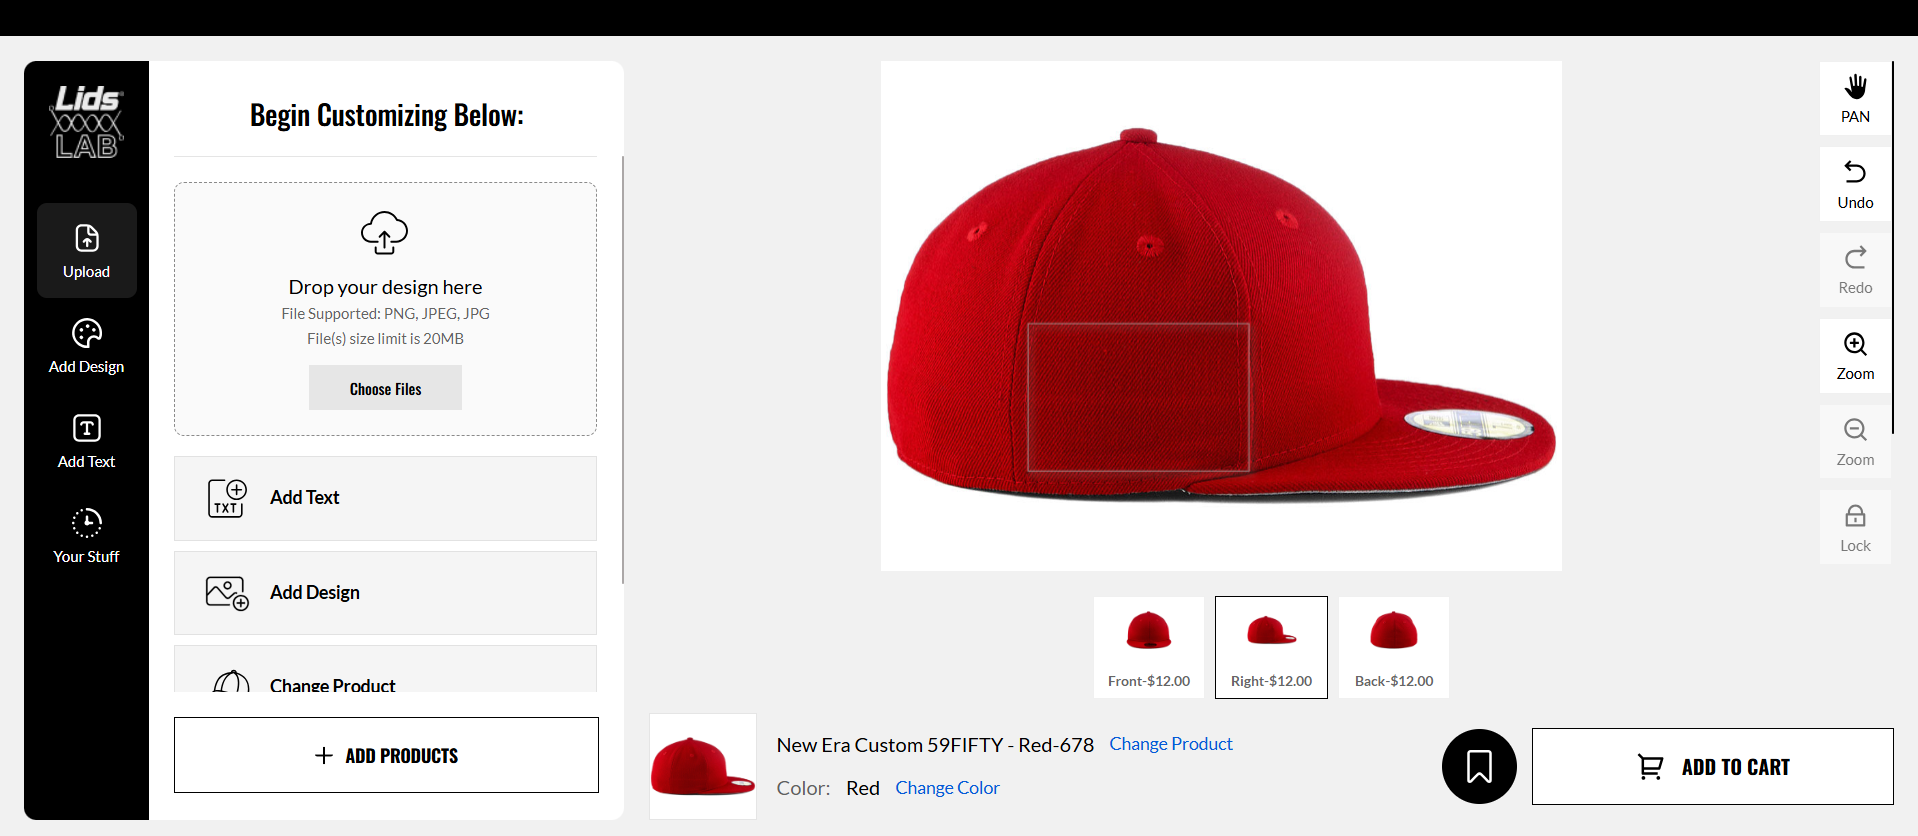 Lids
LAB
Upload
Add Design
Add Text
Your Stuff
Begin Customizing Below:
Drop your design here
File Supported: PNG, JPEG, JPG
File(s) size limit is 20MB
Choose Files
TXT
Add Text
Add Design
Change Product
ADD PRODUCTS
PAN
Undo
Redo
Zoom
Zoom
Lock
Front-$12.00
Right-$12.00
Back-$12.00
New Era Custom 59FIFTY - Red-678 Change Product
Color: Red Change Color
ADD TO CART